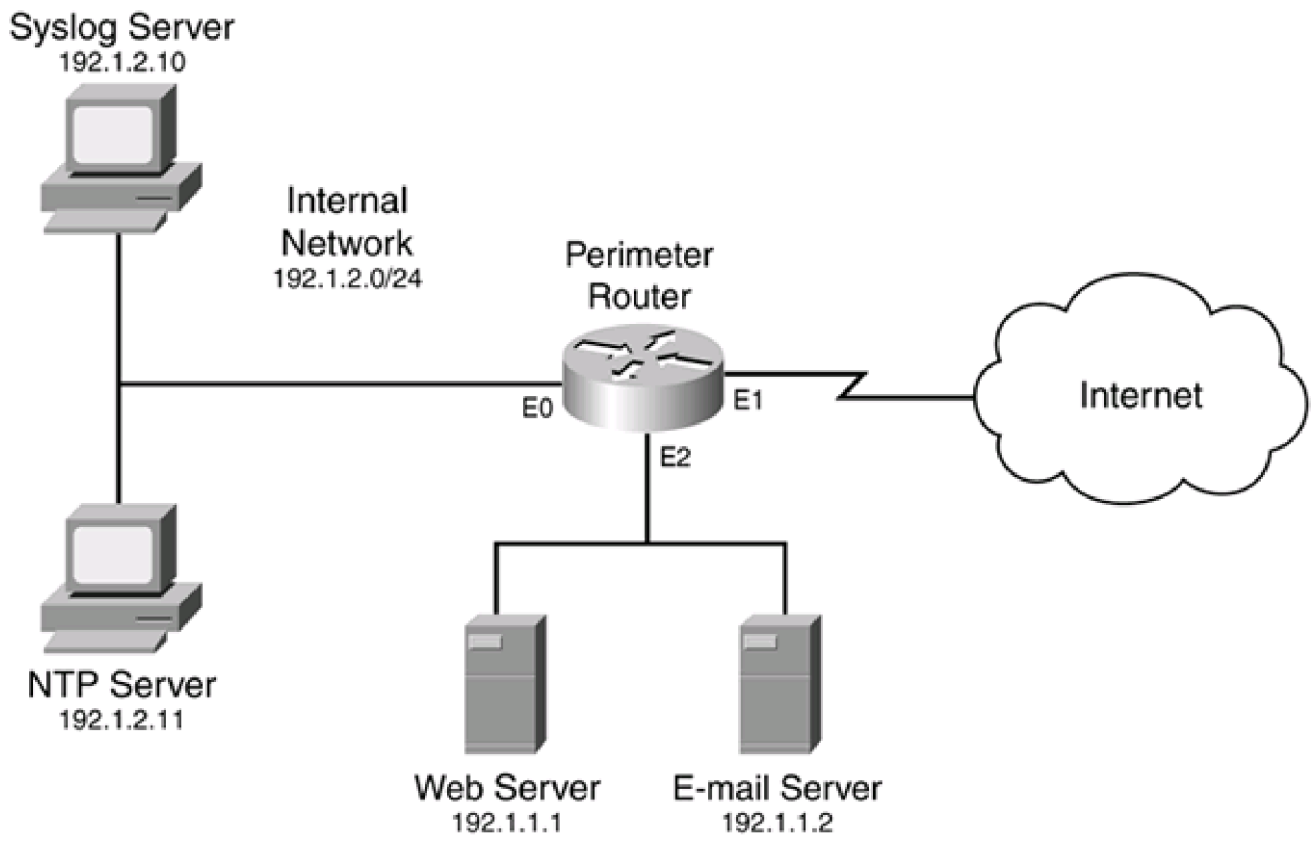 Syslog Server
192.1.2.10
Internal
Network
192.1.2.0/24
Perimeter
Router
E0
E1
E2
Internet
NTP Server
192.1.2.11
Web Server
192.1.1.1
E-mail Server
192.1.1.2